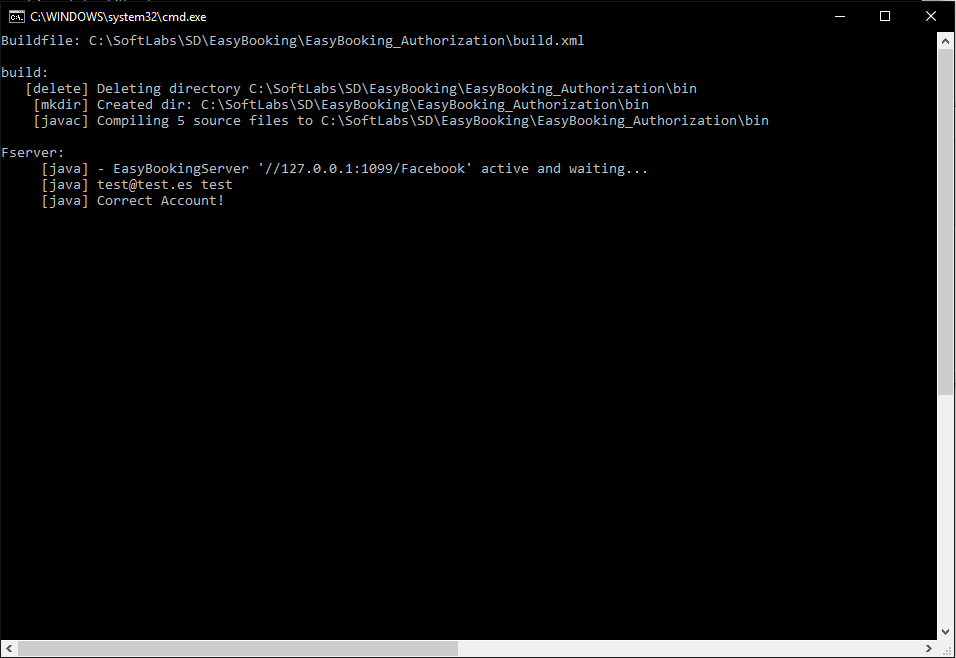 C:\WINDOWS\system32\cmd.exe
Buildfile: C:\SoftLabs\SD\EasyBooking\EasyBooking_Authorization\build.xml
build:
[delete] Deleting directory C:\SoftLabs\SD\EasyBooking\EasyBooking_Authorization\bin
[mkdir] Created dir: C:\SoftLabs\SD\EasyBooking\EasyBooking_Authorization\bin
[javac] Compiling 5 source files to C:\SoftLabs\SD\EasyBooking\EasyBooking_Authorization\bin
Fserver:
[java] - EasyBookingServer '//127.0.0.1:1099/Facebook' active and waiting...
[java] test@test.es test
[java] Correct Account!